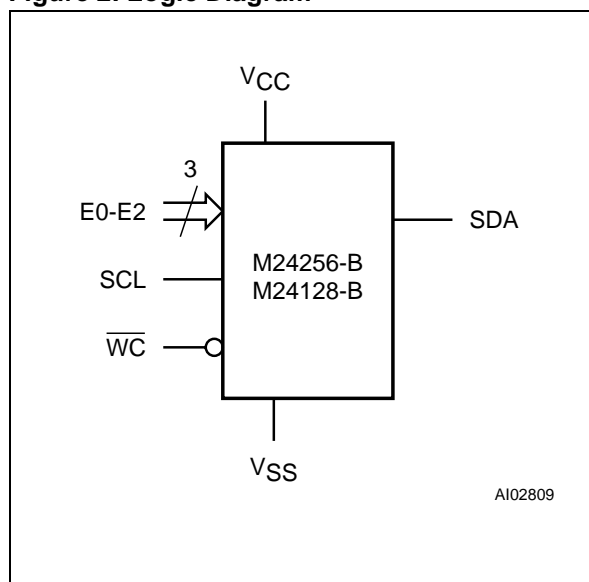 Figure 2. Logic Diagram
VCC
3
E0-E2
SDA
SCL
M24256-B
M24128-B
WC
VSS
AI02809